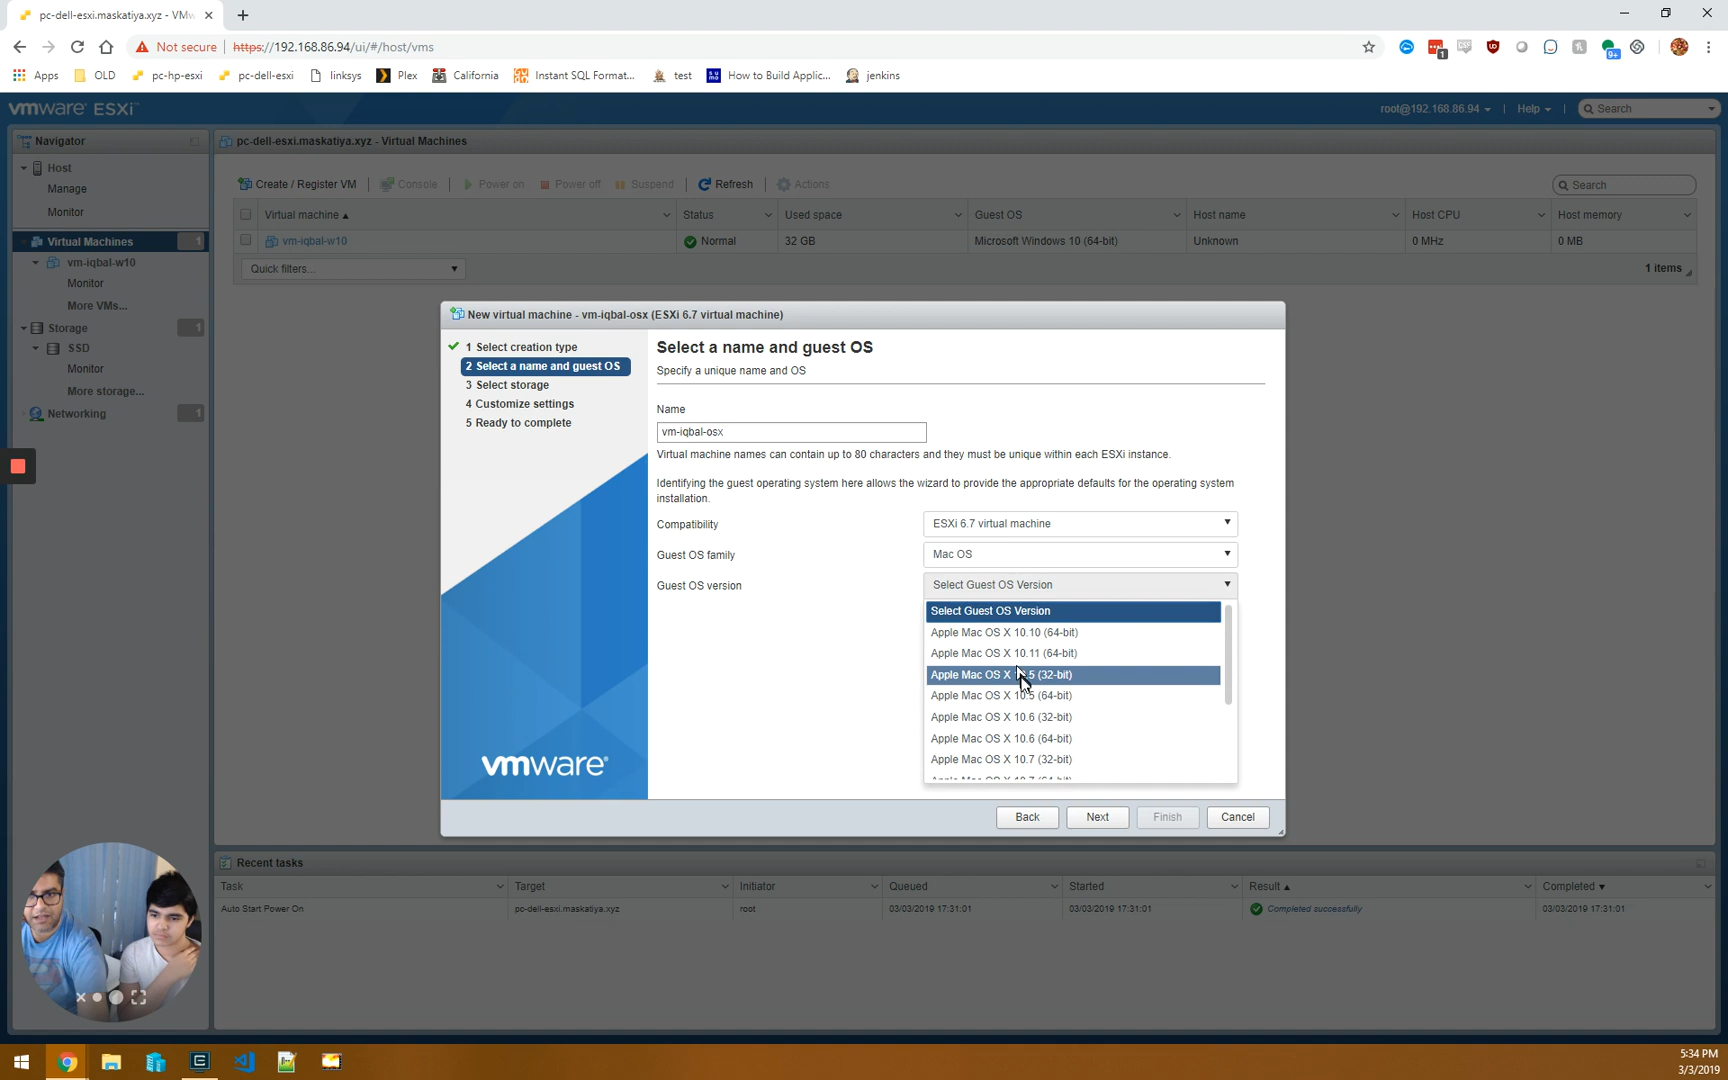 pc-dell-esxi.maskatiya.xyz - VMw
Not secure | https://192.168.86.94/ui/#/host/vms
1
9+
Apps
OLD
pc-hp-esxi
pc-dell-esxi
linksys
Plex
California
Instant SQL Format...
test
How to Build Applic...
jenkins
vmware ESXi™
root@192.168.86.94
Help
Search
Navigator
pc-dell-esxi.maskatiya.xyz - Virtual Machines
Host
Manage
Monitor
Virtual Machines 1
vm-iqbal-w10
Monitor
More VMs...
Storage 1
SSD
Monitor
More storage...
Networking 1
Create / Register VM
Console
Power on
Power off
Suspend
Refresh
Actions
Search
Virtual machine
Status
Used space
Guest OS
Host name
Host CPU
Host memory
vm-iqbal-w10
Normal
32 GB
Microsoft Windows 10 (64-bit)
Unknown
0 MHz
0 MB
Quick filters...
1 items
New virtual machine - vm-iqbal-osx (ESXi 6.7 virtual machine)
1 Select creation type
2 Select a name and guest OS
3 Select storage
4 Customize settings
5 Ready to complete
vmware®
Select a name and guest OS
Specify a unique name and OS
Name
vm-iqbal-osx
Virtual machine names can contain up to 80 characters and they must be unique within each ESXi instance.
Identifying the guest operating system here allows the wizard to provide the appropriate defaults for the operating system
installation.
Compatibility
ESXi 6.7 virtual machine
Guest OS family
Mac OS
Guest OS version
Select Guest OS Version
Select Guest OS Version
Apple Mac OS X 10.10 (64-bit)
Apple Mac OS X 10.11 (64-bit)
Apple Mac OS X 10.5 (32-bit)
Apple Mac OS X 10.5 (64-bit)
Apple Mac OS X 10.6 (32-bit)
Apple Mac OS X 10.6 (64-bit)
Apple Mac OS X 10.7 (32-bit)
Apple Mac OS X 10.7 (64-bit)
Back
Next
Finish
Cancel
Recent tasks
Task
Target
Initiator
Queued
Started
Result
Completed
Auto Start Power On
pc-dell-esxi.maskatiya.xyz
root
03/03/2019 17:31:01
03/03/2019 17:31:01
Completed successfully
03/03/2019 17:31:01
5:34 PM
3/3/2019